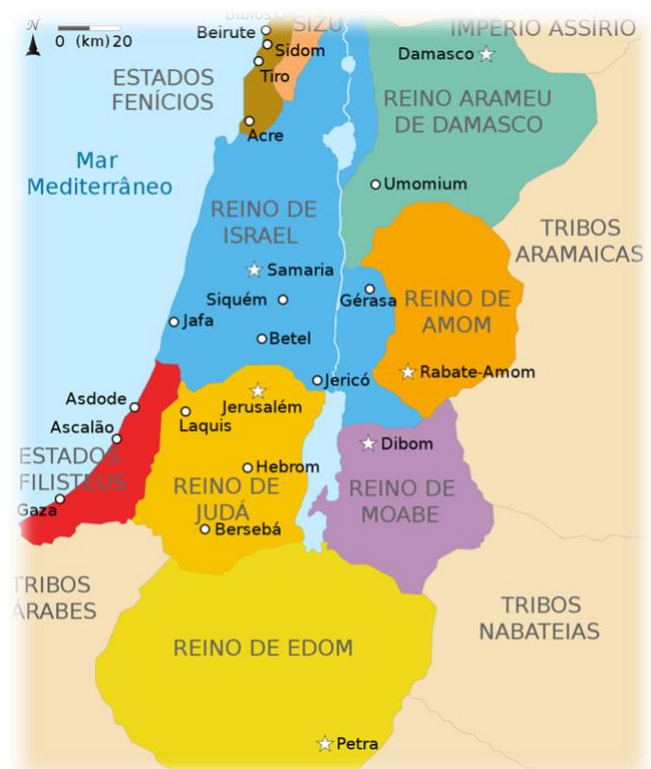 Biblos
N
0 (km) 20
Beirute
SIZU
IMPÉRIO ASSÍRIO
Sidom
Damasco
Tiro
ESTADOS
FENÍCIOS
REINO ARAMEU
DE DAMASCO
Acre
Mar
Mediterrâneo
Umomium
REINO DE
ISRAEL
TRIBOS
ARAMAICAS
Samaria
Siquém
Gérasa
REINO DE
AMOM
Jafa
Betel
Jericó
Rabate-Amom
Asdode
Jerusalém
Laquis
Ascalão
Dibom
ESTADOS
FILISTEUS
Hebrom
REINO DE
JUDÁ
REINO DE
MOABE
Gaza
Bersebá
TRIBOS
ÁRABES
TRIBOS
NABATEIAS
REINO DE EDOM
Petra